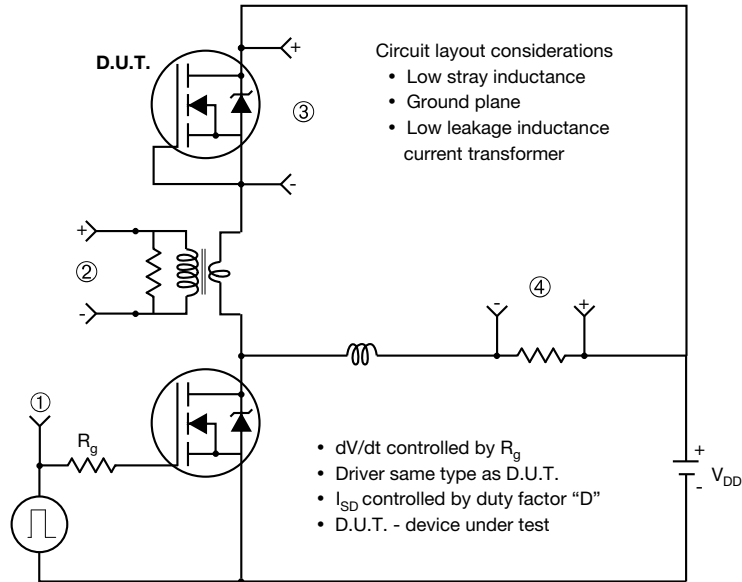 D.U.T.
+
③
-
Circuit layout considerations
• Low stray inductance
• Ground plane
• Low leakage inductance
current transformer
+
②
-
-
④
+
①
R_g
• dV/dt controlled by R_g
• Driver same type as D.U.T.
• I_SD controlled by duty factor “D”
• D.U.T. - device under test
+
V_DD
-